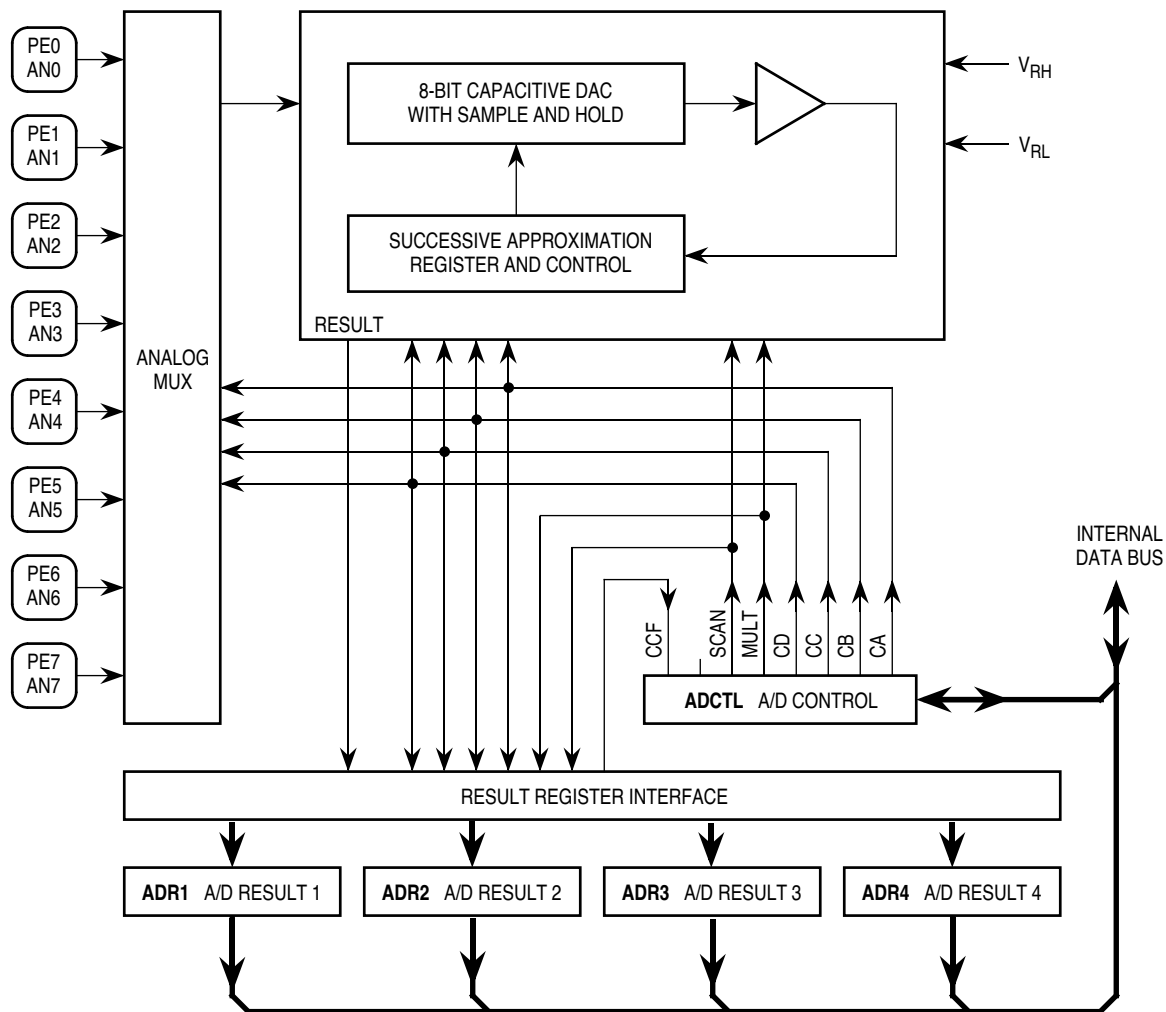 PE0
AN0
PE1
AN1
PE2
AN2
PE3
AN3
PE4
AN4
PE5
AN5
PE6
AN6
PE7
AN7
ANALOG
MUX
8-BIT CAPACITIVE DAC
WITH SAMPLE AND HOLD
SUCCESSIVE APPROXIMATION
REGISTER AND CONTROL
RESULT
VRH
VRL
INTERNAL
DATA BUS
CCF
SCAN
MULT
CD
CC
CB
CA
ADCTL A/D CONTROL
RESULT REGISTER INTERFACE
ADR1 A/D RESULT 1
ADR2 A/D RESULT 2
ADR3 A/D RESULT 3
ADR4 A/D RESULT 4